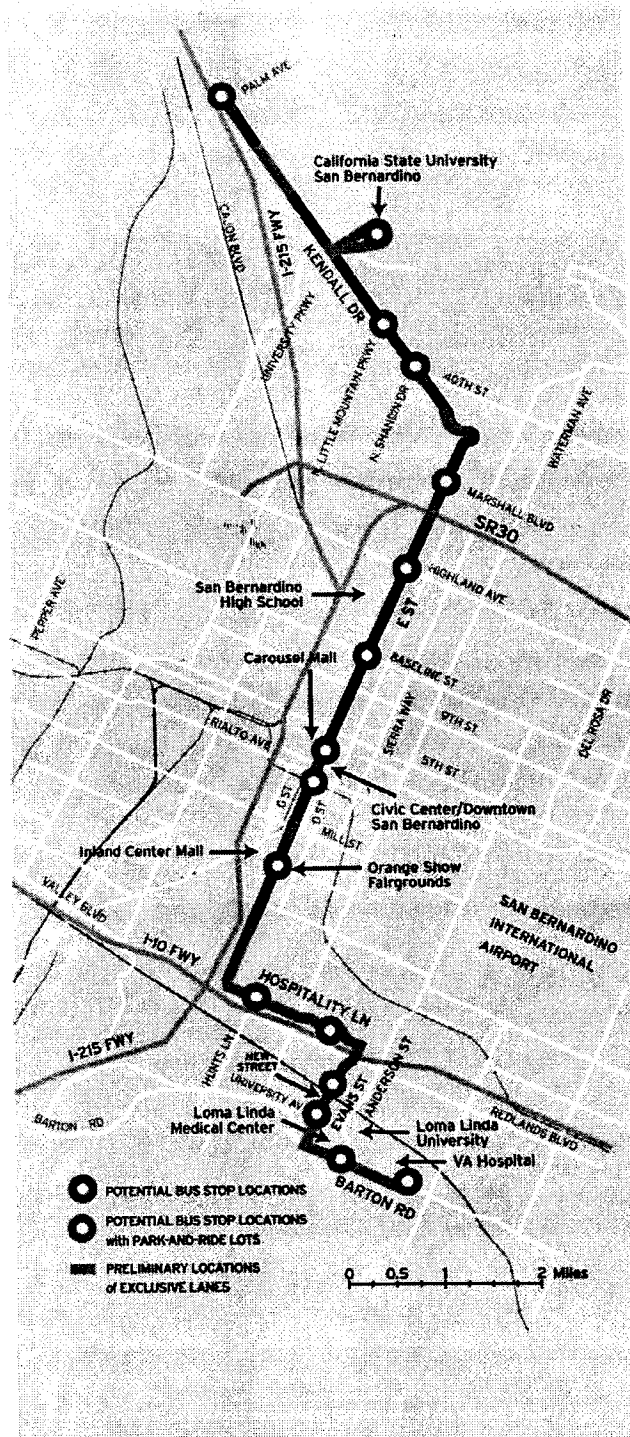 PALM AVE
California State University
San Bernardino
CAJON BLVD
I-215 FWY
KENDALL DR
UNIVERSITY PKWY
LITTLE MOUNTAIN PKWY
N. SHANDIN DR
40TH ST
WATERMAN AVE
MARSHALL BLVD
SR30
HIGHLAND AVE
San Bernardino
High School
E ST
PEPPER AVE
Carousel Mall
BASELINE ST
SIERRA WAY
9TH ST
DEL ROSA DR
RIALTO AVE
5TH ST
G ST
D ST
Civic Center/Downtown
San Bernardino
MILL ST
Inland Center Mall
Orange Show
Fairgrounds
VALLEY BLVD
I-10 FWY
SAN BERNARDINO
INTERNATIONAL
AIRPORT
HOSPITALITY LN
I-215 FWY
HUNTS LN
NEW
STREET
UNIVERSITY AV
EVANS ST
ANDERSON ST
REDLANDS BLVD
BARTON RD
Loma Linda
Medical Center
Loma Linda
University
VA Hospital
BARTON RD
POTENTIAL BUS STOP LOCATIONS
POTENTIAL BUS STOP LOCATIONS
with PARK-AND-RIDE LOTS
PRELIMINARY LOCATIONS
of EXCLUSIVE LANES
0 0.5 2 Miles